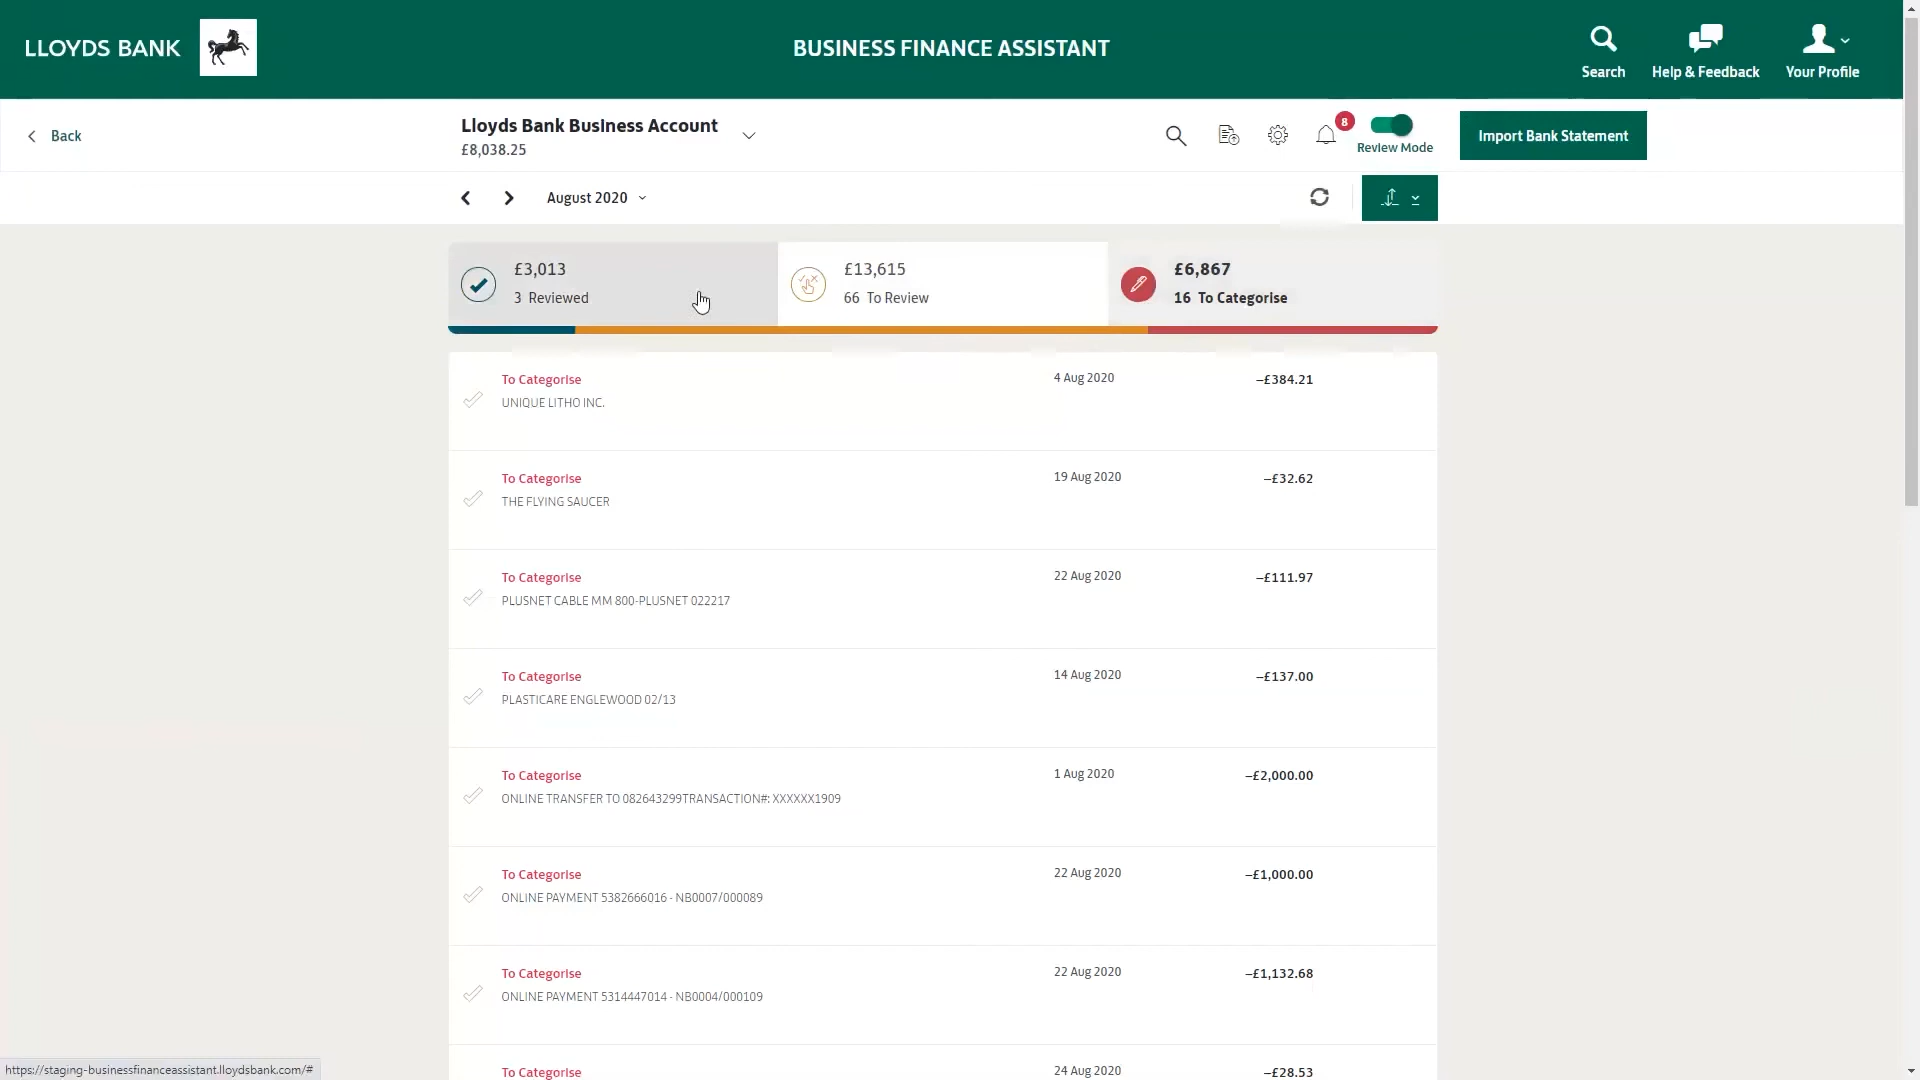 LLOYDS BANK
BUSINESS FINANCE ASSISTANT
Search
Help & Feedback
Your Profile
Back
Lloyds Bank Business Account
£8,038.25
8
Review Mode
Import Bank Statement
August 2020
£3,013
3 Reviewed
£13,615
66 To Review
£6,867
16 To Categorise
To Categorise 4 Aug 2020 –£384.21
UNIQUE LITHO INC.
To Categorise 19 Aug 2020 –£32.62
THE FLYING SAUCER
To Categorise 22 Aug 2020 –£111.97
PLUSNET CABLE MM 800-PLUSNET 022217
To Categorise 14 Aug 2020 –£137.00
PLASTICARE ENGLEWOOD 02/13
To Categorise 1 Aug 2020 –£2,000.00
ONLINE TRANSFER TO 082643299TRANSACTION#: XXXXXX1909
To Categorise 22 Aug 2020 –£1,000.00
ONLINE PAYMENT 5382666016 - NB0007/000089
To Categorise 22 Aug 2020 –£1,132.68
ONLINE PAYMENT 5314447014 - NB0004/000109
To Categorise 24 Aug 2020 –£28.53
https://staging-businessfinanceassistant.lloydsbank.com/#